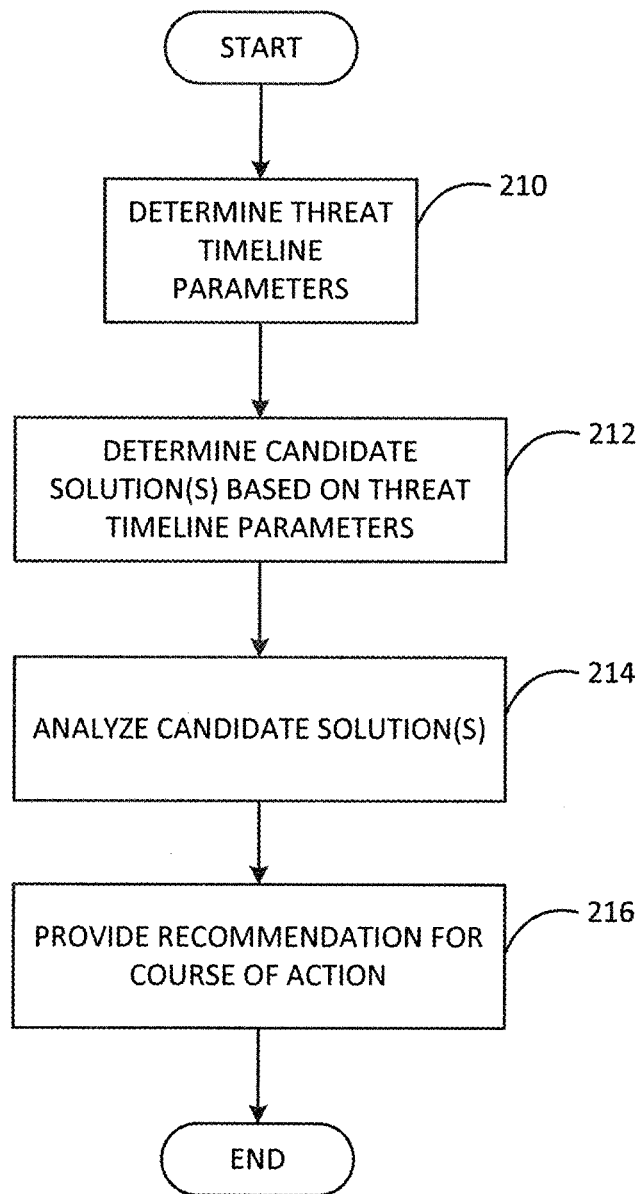 START
210
DETERMINE THREAT
TIMELINE
PARAMETERS
212
DETERMINE CANDIDATE
SOLUTION(S) BASED ON THREAT
TIMELINE PARAMETERS
214
ANALYZE CANDIDATE SOLUTION(S)
216
PROVIDE RECOMMENDATION FOR
COURSE OF ACTION
END